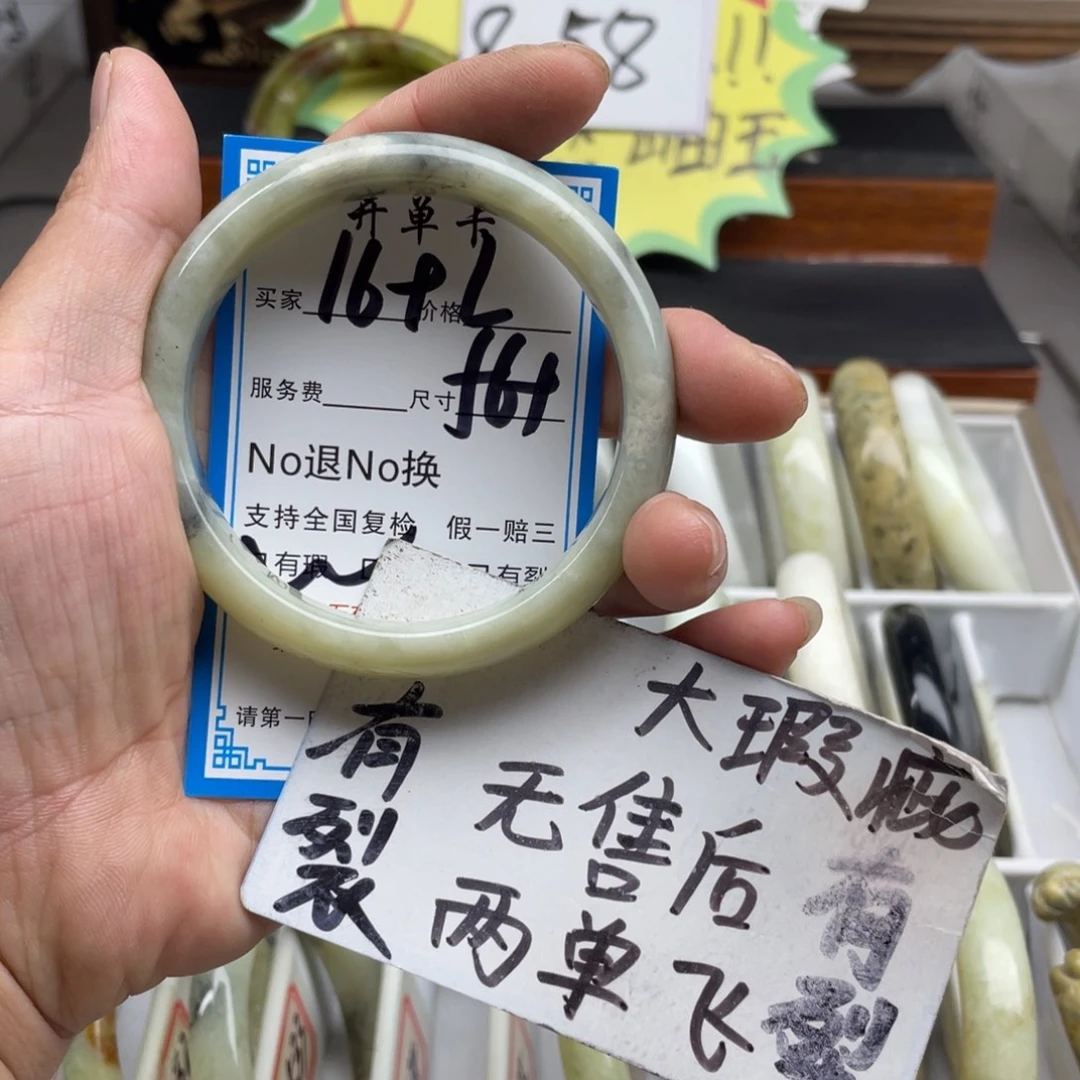 8.58
!!
开单卡
16+L
买家 价格
f61
服务费 尺寸
No退No换
支持全国复检 假一赔三
有瑕 有裂
请第一
大瑕疵
有裂
无售后
两单飞
有裂